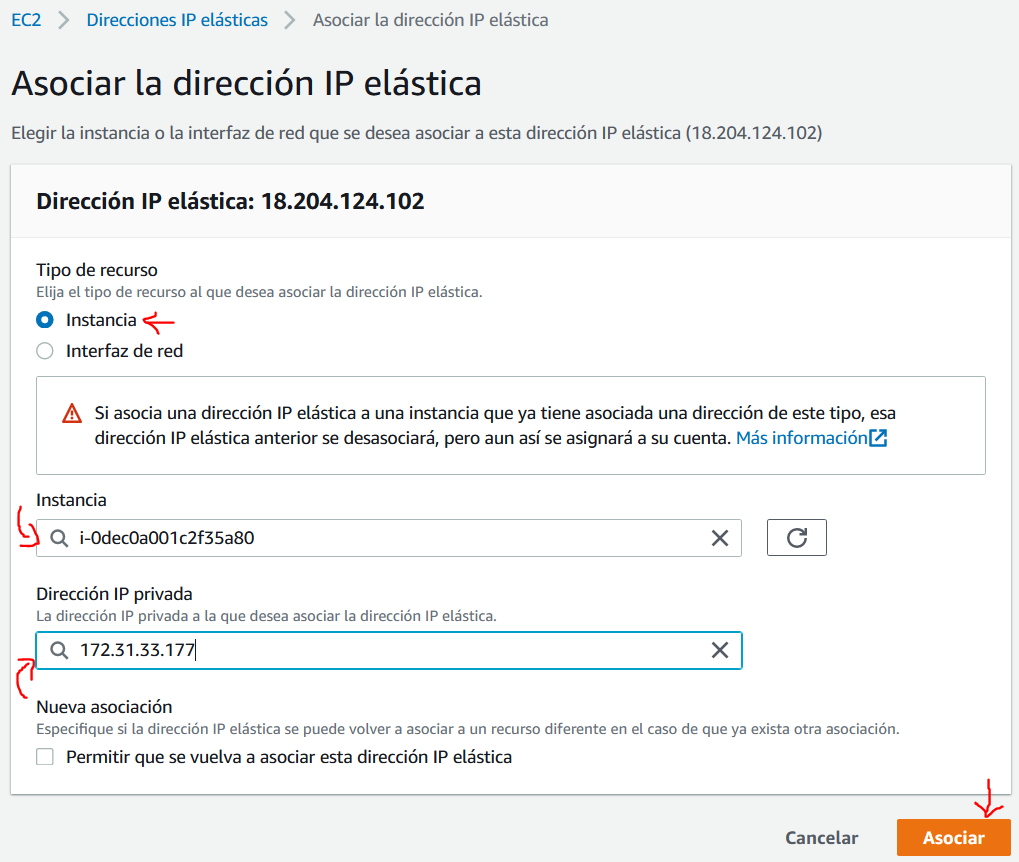 EC2 > Direcciones IP elásticas > Asociar la dirección IP elástica
Asociar la dirección IP elástica
Elegir la instancia o la interfaz de red que se desea asociar a esta dirección IP elástica (18.204.124.102)
Dirección IP elástica: 18.204.124.102
Tipo de recurso
Elija el tipo de recurso al que desea asociar la dirección IP elástica.
Instancia
Interfaz de red
Si asocia una dirección IP elástica a una instancia que ya tiene asociada una dirección de este tipo, esa
dirección IP elástica anterior se desasociará, pero aun así se asignará a su cuenta. Más información
Instancia
i-0dec0a001c2f35a80
Dirección IP privada
La dirección IP privada a la que desea asociar la dirección IP elástica.
172.31.33.177
Nueva asociación
Especifique si la dirección IP elástica se puede volver a asociar a un recurso diferente en el caso de que ya exista otra asociación.
Permitir que se vuelva a asociar esta dirección IP elástica
Cancelar
Asociar